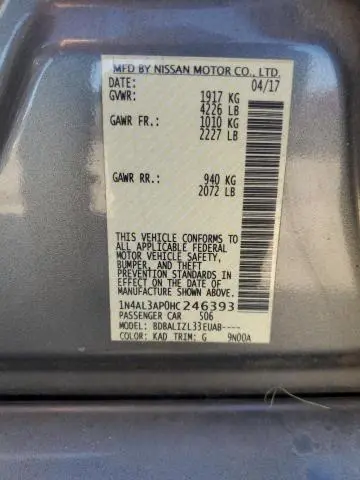 MFD BY NISSAN MOTOR CO., LTD.
DATE: 04/17
GVWR: 1917 KG
4226 LB
GAWR FR.: 1010 KG
2227 LB
GAWR RR.: 940 KG
2072 LB
THIS VEHICLE CONFORMS TO
ALL APPLICABLE FEDERAL
MOTOR VEHICLE SAFETY,
BUMPER, AND THEFT
PREVENTION STANDARDS IN
EFFECT ON THE DATE OF
MANUFACTURE SHOWN ABOVE.
1N4AL3AP0HC246393
PASSENGER CAR 506
MODEL: BDBALIZL33EUAB----
COLOR: KAD TRIM: G 9N00A